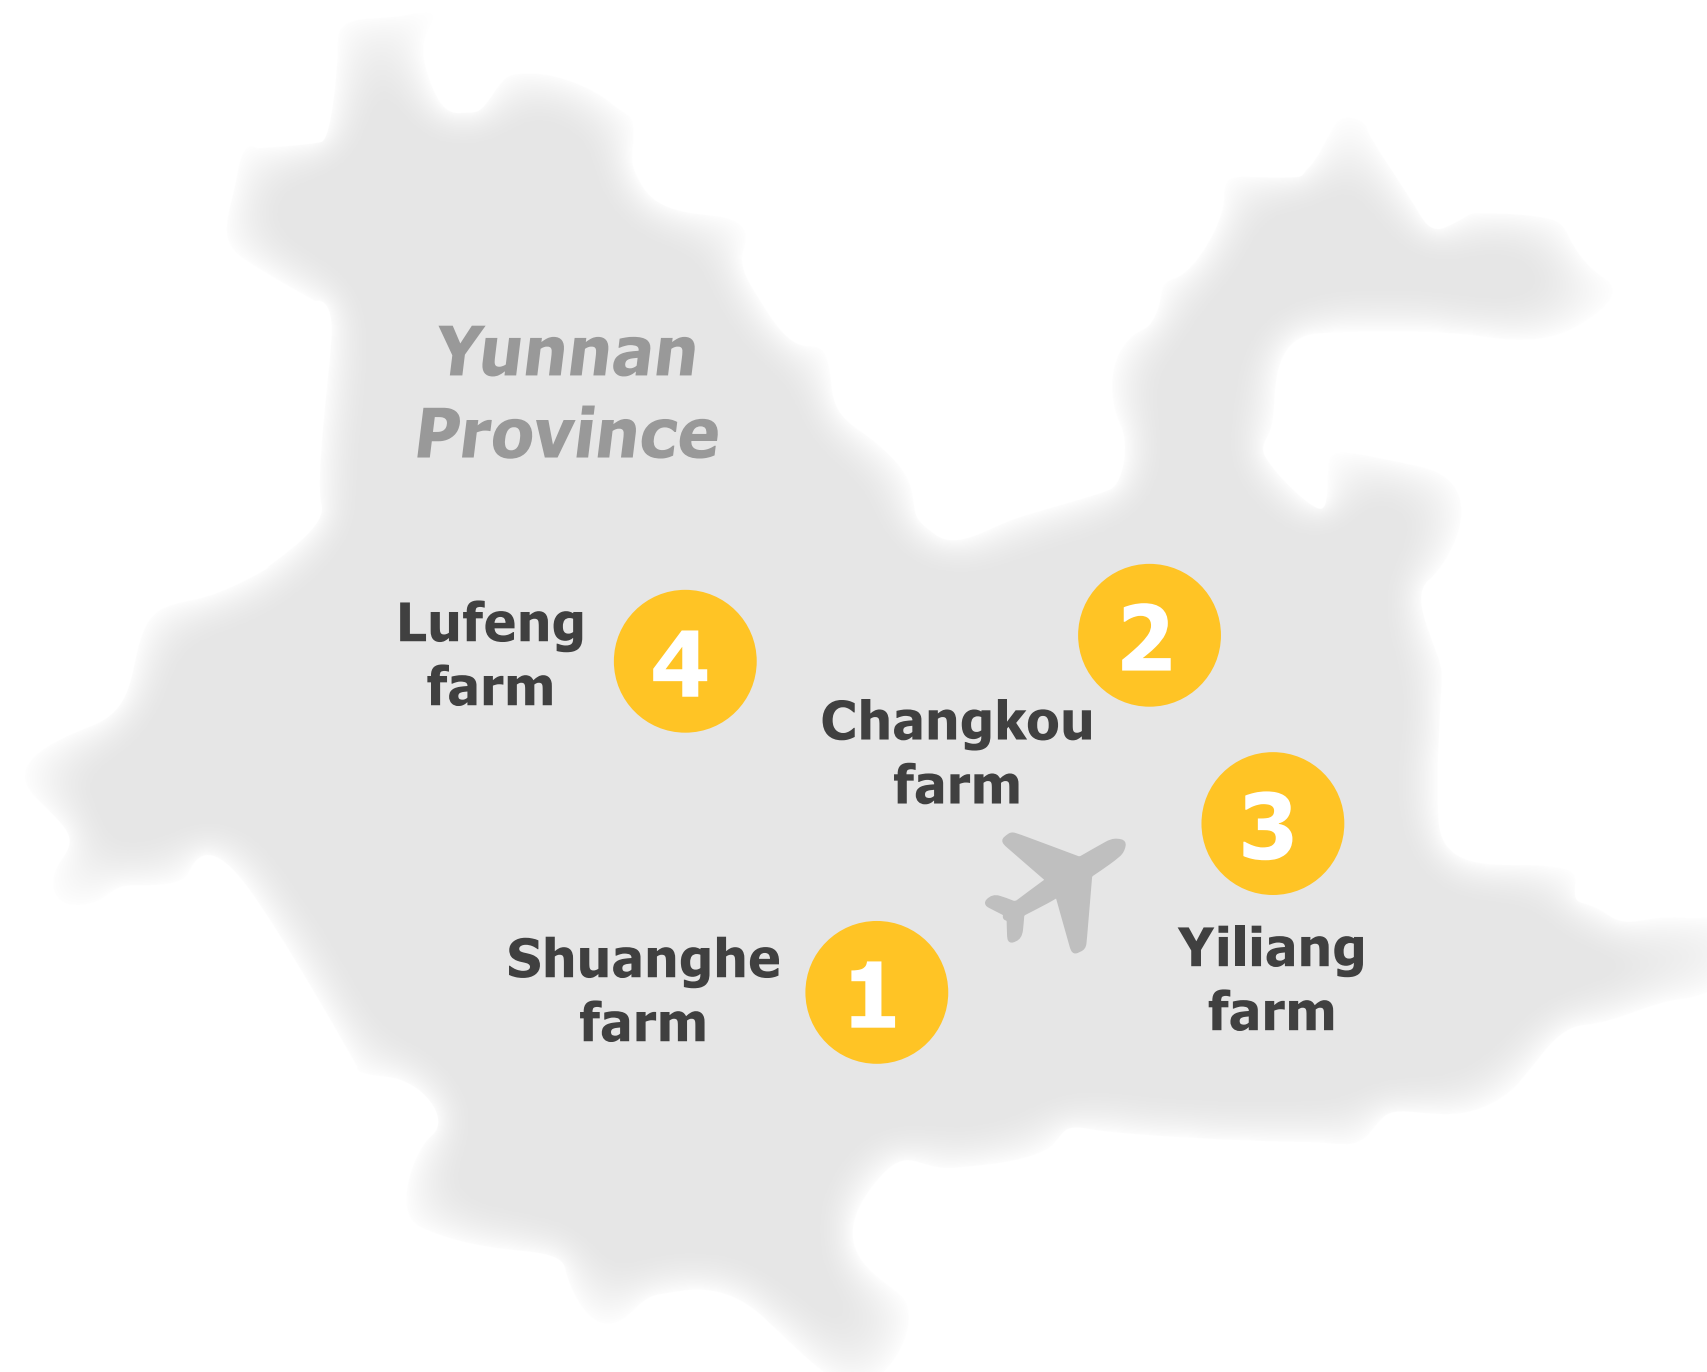 Yunnan
Province
Lufeng
farm
4
2
Changkou
farm
3
Yiliang
farm
Shuanghe
farm
1